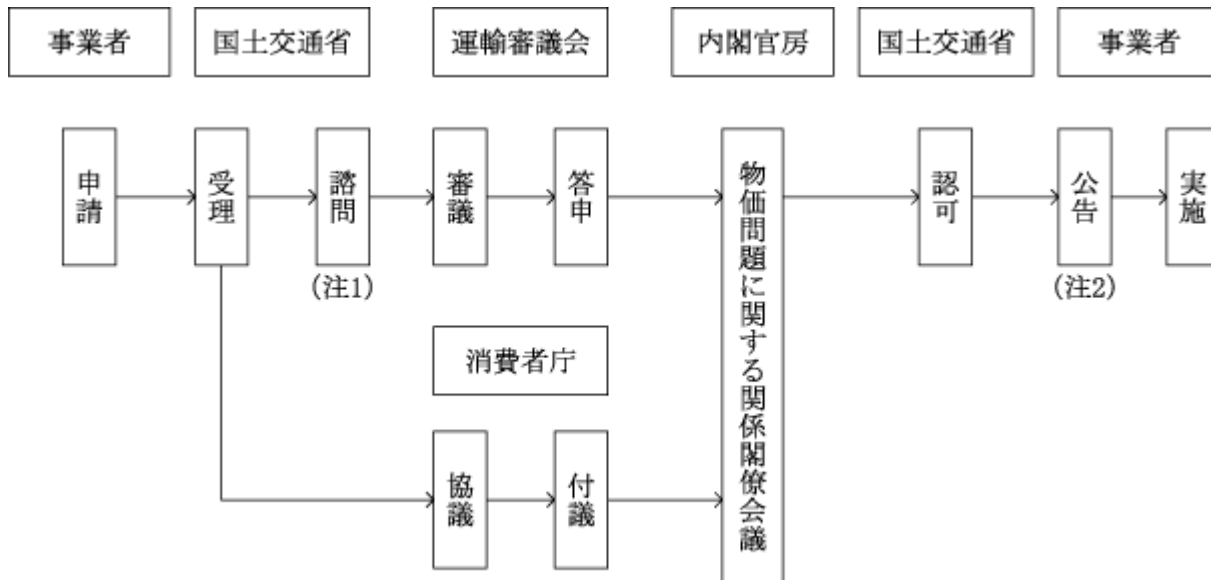 事業者
国土交通省
運輸審議会
内閣官房
国土交通省
事業者
申請
受理
諮問
審議
答申
物価問題に関する関係閣僚会議
認可
公告
実施
(注1)
(注2)
消費者庁
協議
付議